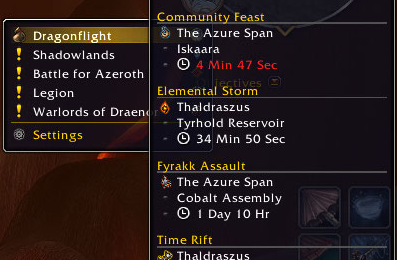 Dragonflight
Shadowlands
Battle for Azeroth
Legion
Warlords of Draenor
Settings
Community Feast
The Azure Span
Iskaara
4 Min 47 Sec
Elemental Storm
Thaldraszus
Tyrhold Reservoir
34 Min 50 Sec
Fyrakk Assault
The Azure Span
Cobalt Assembly
1 Day 10 Hr
Time Rift
Thaldraszus